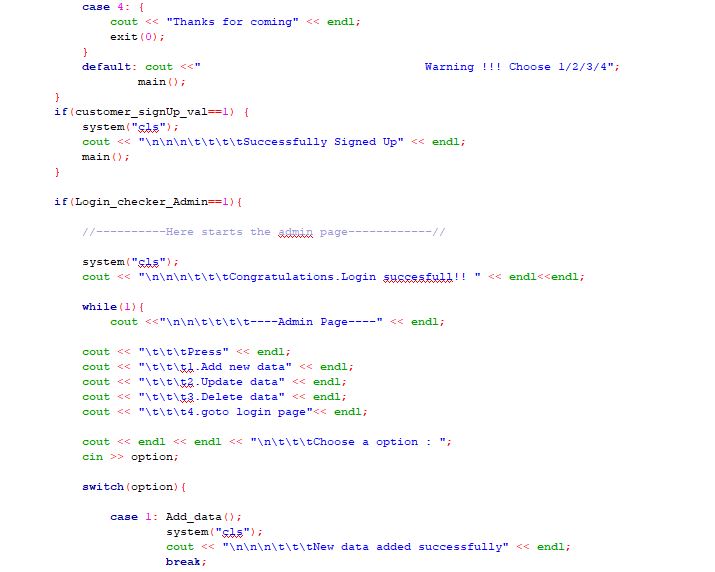 case 4: {
cout << "Thanks for coming" << endl;
exit(0);
}
default: cout <<" Warning !!! Choose 1/2/3/4";
main();
}
if(customer_signUp_val==1) {
system("cls");
cout << "\n\n\n\t\t\t\tSuccessfully Signed Up" << endl;
main();
}
if(Login_checker_Admin==1){
//----------Here starts the admin page------------//
system("cls");
cout << "\n\n\n\t\t\tCongratulations.Login succesfull!! " << endl<<endl;
while(1){
cout <<"\n\n\t\t\t\t----Admin Page----" << endl;
cout << "\t\t\tPress" << endl;
cout << "\t\t\t1.Add new data" << endl;
cout << "\t\t\t2.Update data" << endl;
cout << "\t\t\t3.Delete data" << endl;
cout << "\t\t\t4.goto login page"<< endl;
cout << endl << endl << "\n\t\t\tChoose a option : ";
cin >> option;
switch(option){
case 1: Add_data();
system("cls");
cout << "\n\n\n\t\t\tNew data added successfully" << endl;
break;